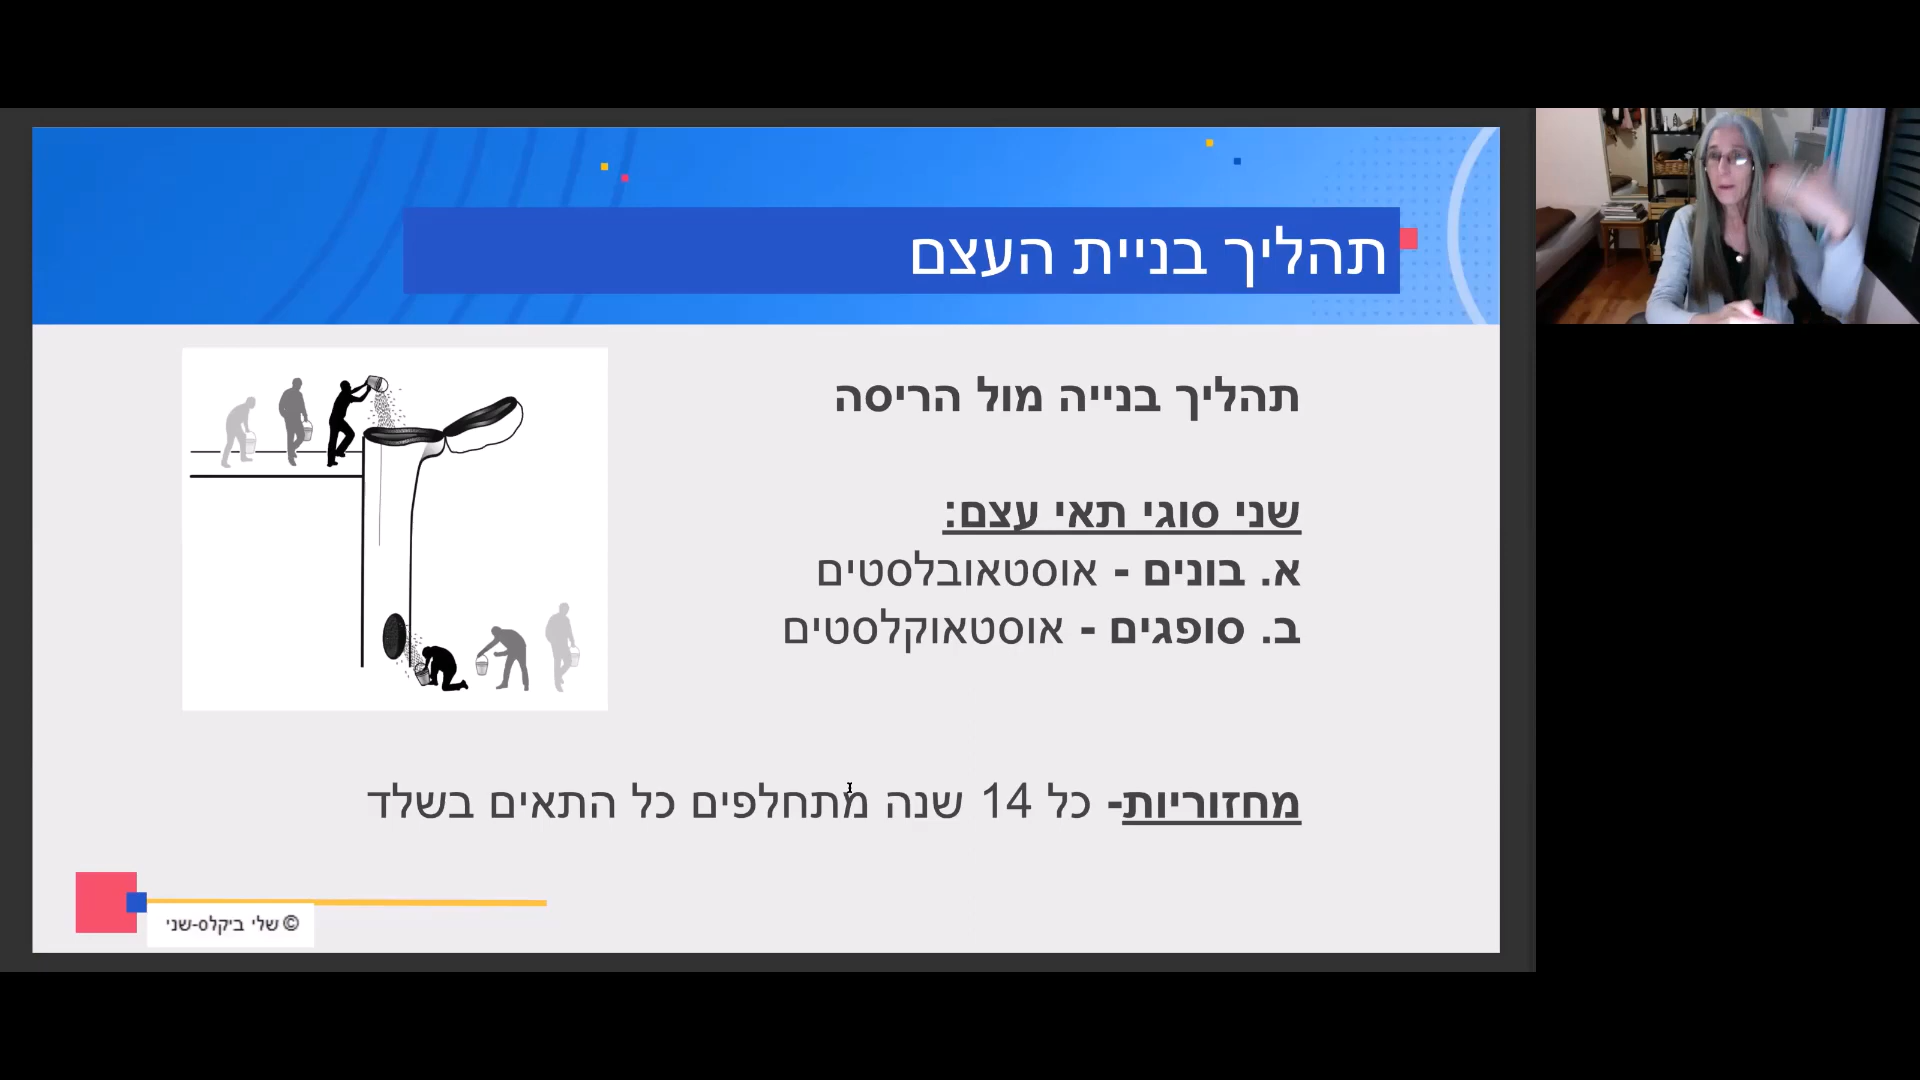 תהליך בניית העצם
תהליך בנייה מול הריסה
שני סוגי תאי עצם:
א. בונים - אוסטאובלסטים
ב. סופגים - אוסטאוקלסטים
מחזוריות- כל 14 שנה מתחלפים כל התאים בשלד
© שלי ביקלס-שני